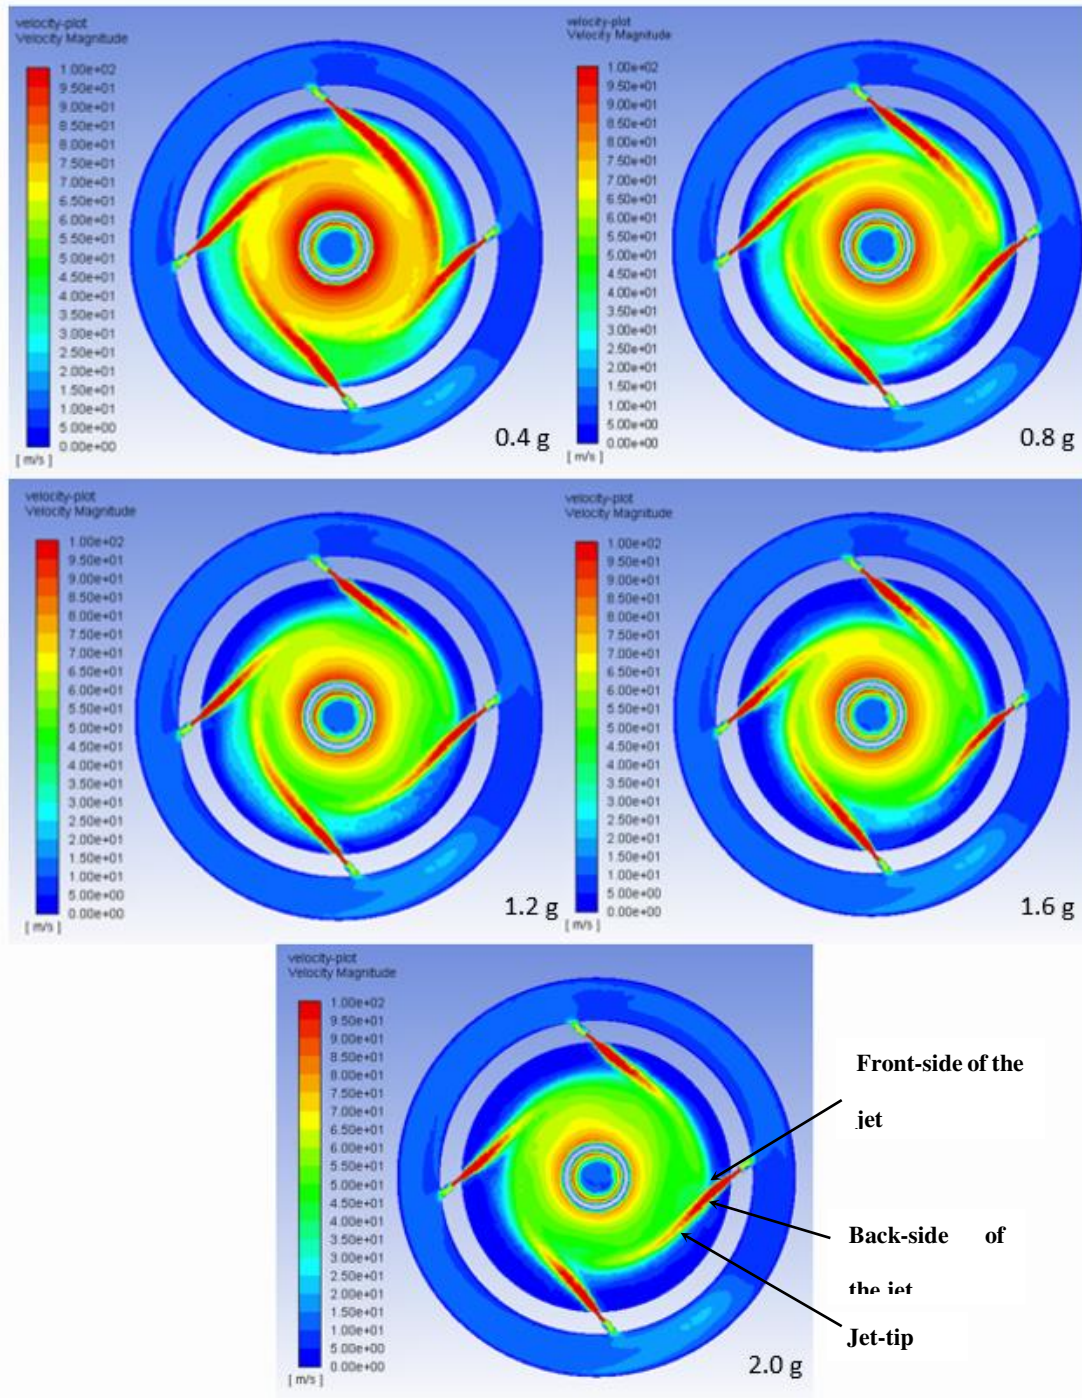 velocity-plot
Velocity Magnitude
1.00e+02
9.50e+01
9.00e+01
8.50e+01
8.00e+01
7.50e+01
7.00e+01
6.50e+01
6.00e+01
5.50e+01
5.00e+01
4.50e+01
4.00e+01
3.50e+01
3.00e+01
2.50e+01
2.00e+01
1.50e+01
1.00e+01
5.00e+00
0.00e+00
[ m/s ]
0.4 g
velocity-plot
Velocity Magnitude
1.00e+02
9.50e+01
9.00e+01
8.50e+01
8.00e+01
7.50e+01
7.00e+01
6.50e+01
6.00e+01
5.50e+01
5.00e+01
4.50e+01
4.00e+01
3.50e+01
3.00e+01
2.50e+01
2.00e+01
1.50e+01
1.00e+01
5.00e+00
0.00e+00
[ m/s ]
0.8 g
velocity-plot
Velocity Magnitude
1.00e+02
9.50e+01
9.00e+01
8.50e+01
8.00e+01
7.50e+01
7.00e+01
6.50e+01
6.00e+01
5.50e+01
5.00e+01
4.50e+01
4.00e+01
3.50e+01
3.00e+01
2.50e+01
2.00e+01
1.50e+01
1.00e+01
5.00e+00
0.00e+00
[ m/s ]
1.2 g
velocity-plot
Velocity Magnitude
1.00e+02
9.50e+01
9.00e+01
8.50e+01
8.00e+01
7.50e+01
7.00e+01
6.50e+01
6.00e+01
5.50e+01
5.00e+01
4.50e+01
4.00e+01
3.50e+01
3.00e+01
2.50e+01
2.00e+01
1.50e+01
1.00e+01
5.00e+00
0.00e+00
[ m/s ]
1.6 g
velocity-plot
Velocity Magnitude
1.00e+02
9.50e+01
9.00e+01
8.50e+01
8.00e+01
7.50e+01
7.00e+01
6.50e+01
6.00e+01
5.50e+01
5.00e+01
4.50e+01
4.00e+01
3.50e+01
3.00e+01
2.50e+01
2.00e+01
1.50e+01
1.00e+01
5.00e+00
0.00e+00
[ m/s ]
2.0 g
Front-side of the
jet
Back-side of
the jet
Jet-tip